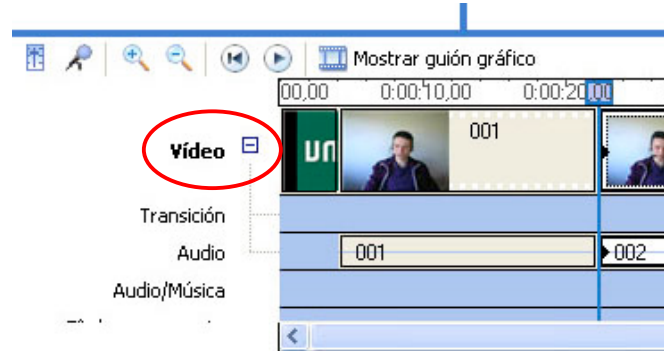 Mostrar guión gráfico
00,00 0:00:10,00 0:00:20,00
Vídeo
un 001
Transición
Audio 001 002
Audio/Música